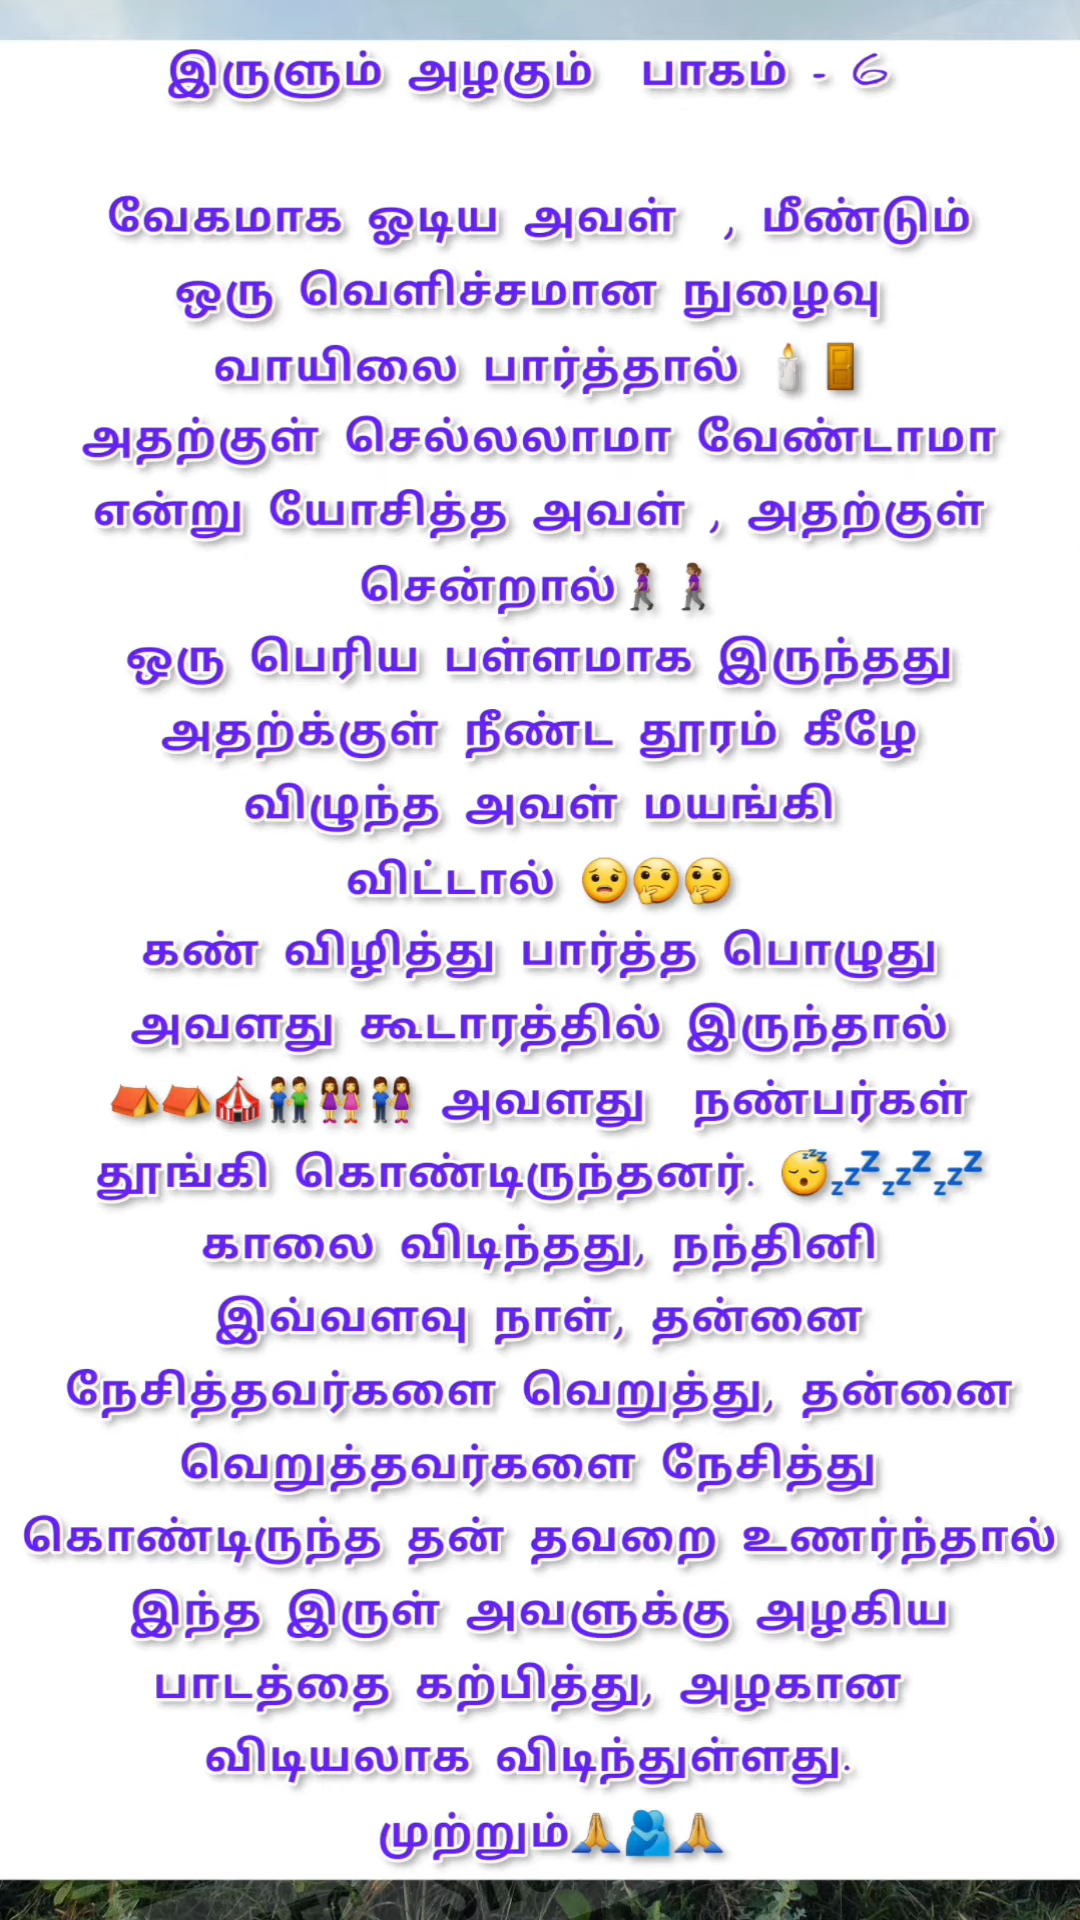 இருளும் அழகும் பாகம் - 6
வேகமாக ஓடிய அவள் , மீண்டும்
ஒரு வெளிச்சமான நுழைவு
வாயிலை பார்த்தால் 🕯️🚪
அதற்குள் செல்லலாமா வேண்டாமா
என்று யோசித்த அவள் , அதற்குள்
சென்றால்🚶🏽‍♀️🚶🏽‍♀️
ஒரு பெரிய பள்ளமாக இருந்தது
அதற்க்குள் நீண்ட தூரம் கீழே
விழுந்த அவள் மயங்கி
விட்டால் 😟🤔🤔
கண் விழித்து பார்த்த பொழுது
அவளது கூடாரத்தில் இருந்தால்
⛺⛺🎪👬👭👫 அவளது நண்பர்கள்
தூங்கி கொண்டிருந்தனர். 😴💤💤💤
காலை விடிந்தது, நந்தினி
இவ்வளவு நாள், தன்னை
நேசித்தவர்களை வெறுத்து, தன்னை
வெறுத்தவர்களை நேசித்து
கொண்டிருந்த தன் தவறை உணர்ந்தால்
இந்த இருள் அவளுக்கு அழகிய
பாடத்தை கற்பித்து, அழகான
விடியலாக விடிந்துள்ளது.
முற்றும்🙏🫂🙏